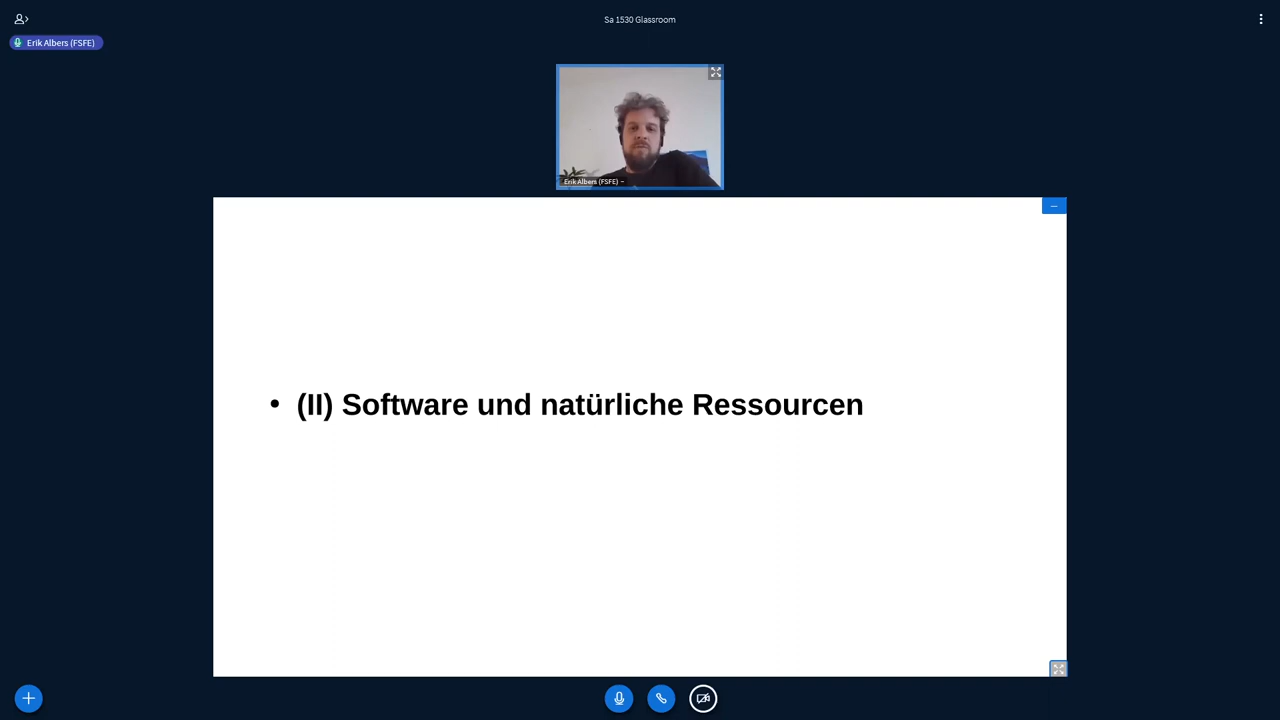 Sa 1530 Glassroom
Erik Albers (FSFE)
Erik Albers (FSFE)
• (II) Software und natürliche Ressourcen